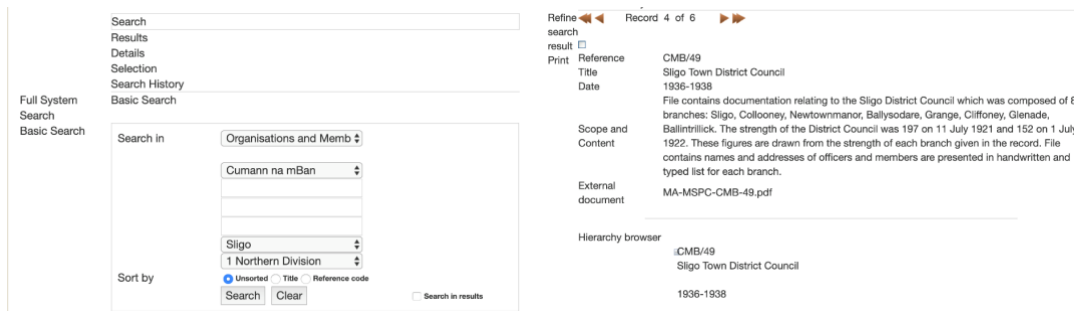 Search
Results
Details
Selection
Search History
Full System
Search
Basic Search
Basic Search
Search in
Organisations and Memb
Cumann na mBan
Sligo
1 Northern Division
Sort by
Unsorted Title Reference code
Search Clear
Search in results
Refine
search
result
Print
Record 4 of 6
Reference CMB/49
Title Sligo Town District Council
Date 1936-1938
Scope and
Content
File contains documentation relating to the Sligo District Council which was composed of 8
branches: Sligo, Collooney, Newtownmanor, Ballysodare, Grange, Cliffoney, Glenade,
Ballintrillick. The strength of the District Council was 197 on 11 July 1921 and 152 on 1 July
1922. These figures are drawn from the strength of each branch given in the record. File
contains names and addresses of officers and members are presented in handwritten and
typed list for each branch.
External
document
MA-MSPC-CMB-49.pdf
Hierarchy browser
CMB/49
Sligo Town District Council
1936-1938